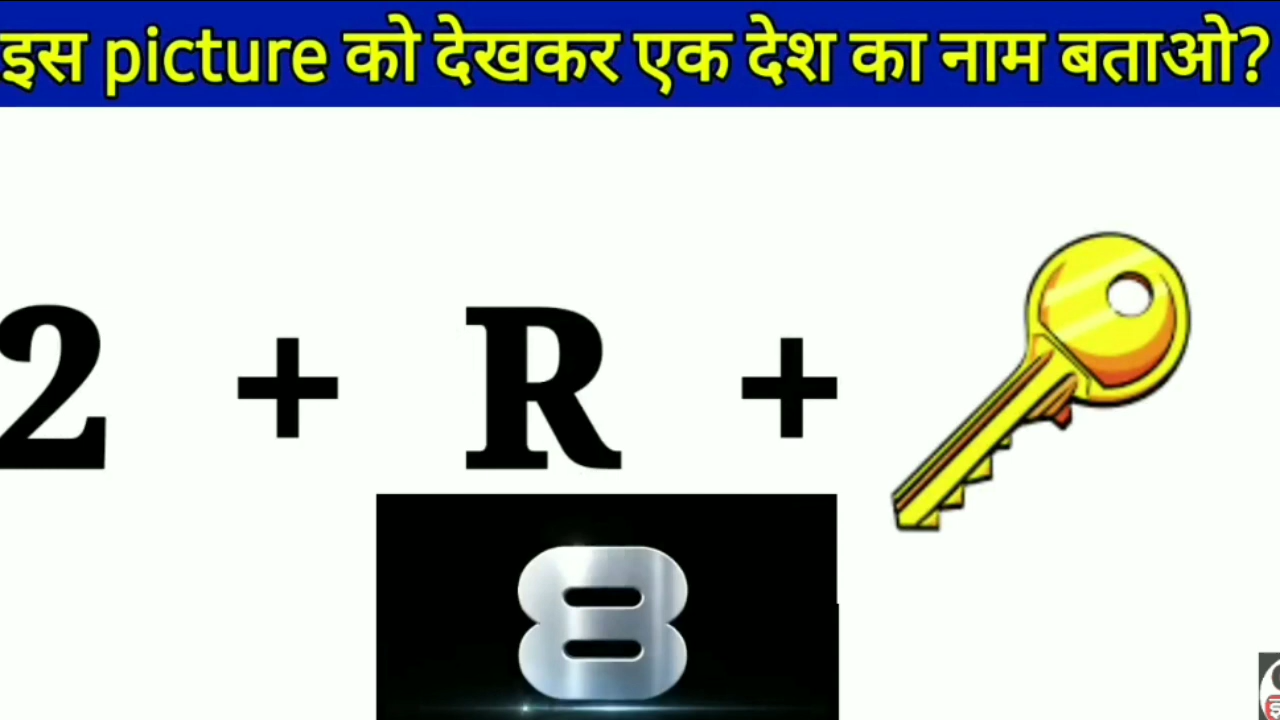 इस picture को देखकर एक देश का नाम बताओ?
2 + R +
8